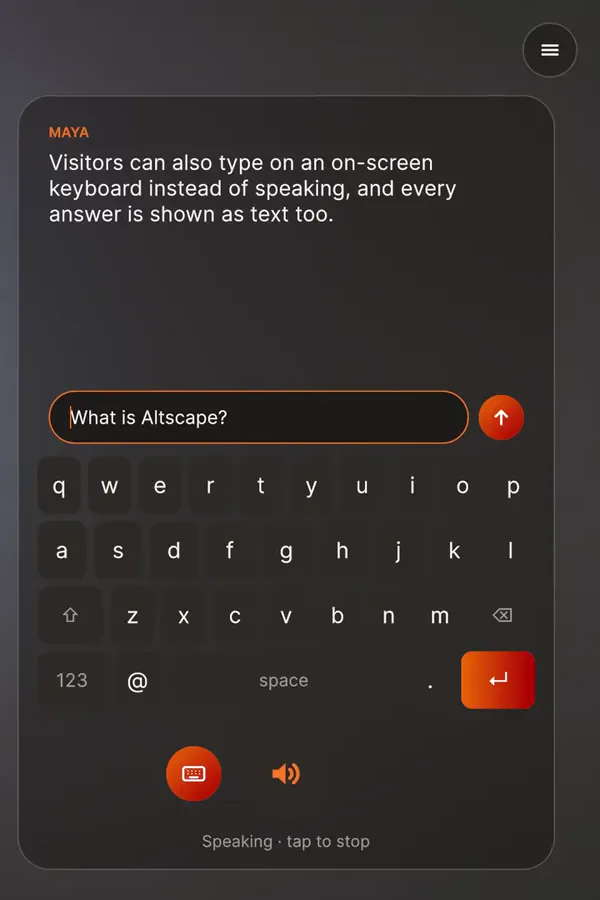 MAYA
Visitors can also type on an on-screen
keyboard instead of speaking, and every
answer is shown as text too.
What is Altscape?
q w e r t y u i o p
a s d f g h j k l
z x c v b n m
123 @ space .
Speaking · tap to stop